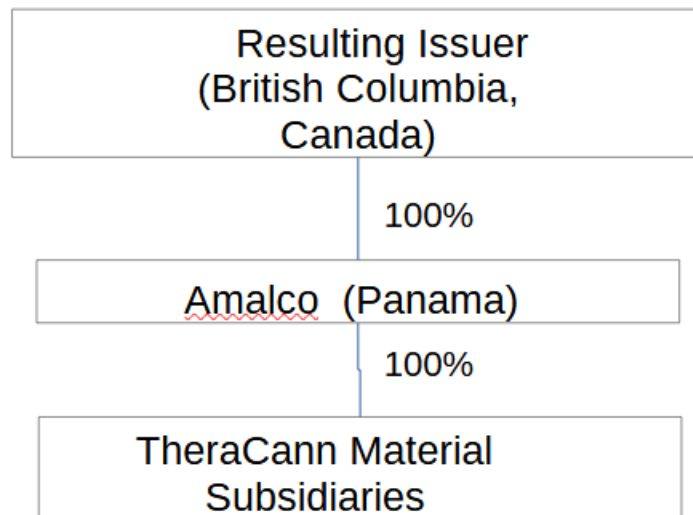 Resulting Issuer
(British Columbia,
Canada)
100%
Amalco (Panama)
100%
TheraCann Material
Subsidiaries